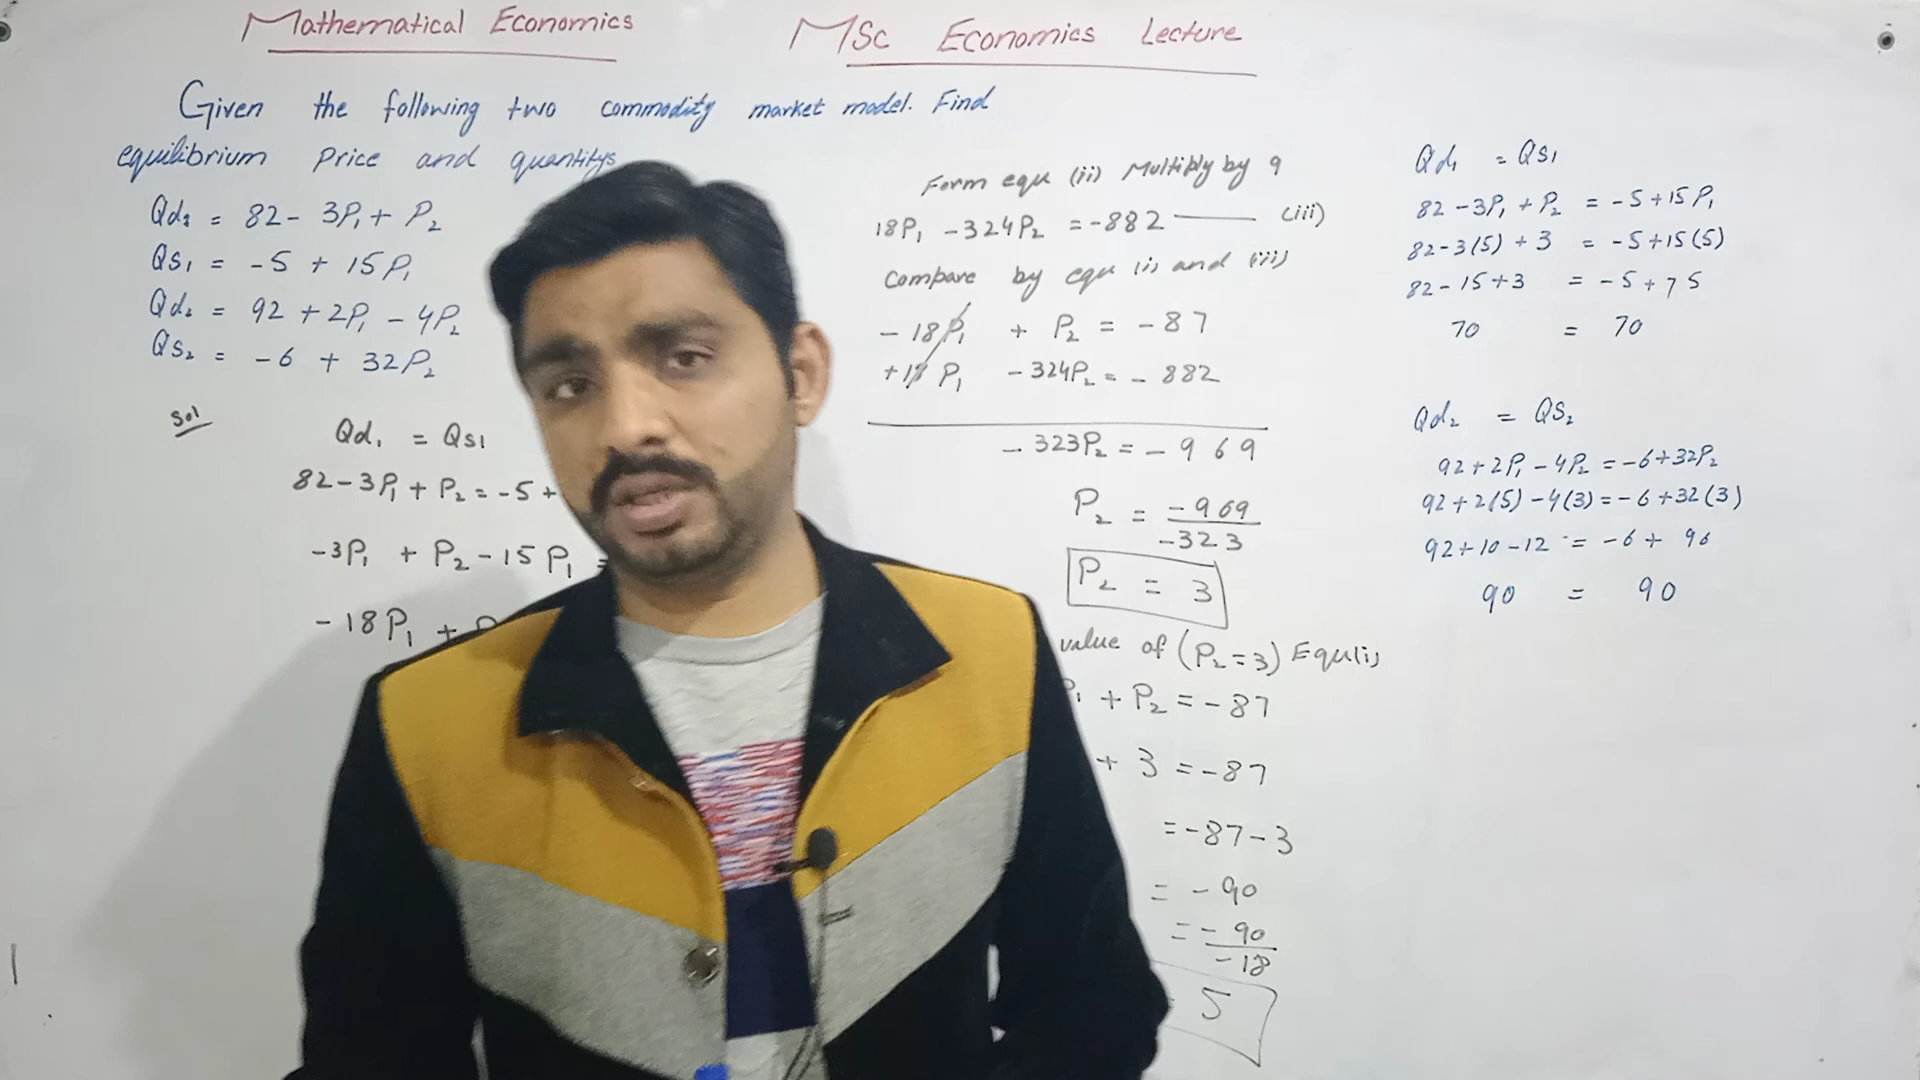 Mathematical Economics
MSc Economics Lecture
Given the following two commodity market model. Find
equilibrium Price and quantitys
Qd1 = 82 - 3P1 + P2
QS1 = -5 + 15P1
Qd2 = 92 + 2P1 - 4P2
QS2 = -6 + 32P2
Sol
Qd1 = QS1
82-3P1 + P2 = -5 +
-3P1 + P2 - 15P1 =
-18P1 +
Form equ (ii) Multiply by 9
18P1 - 324P2 = -882 —— (iii)
Compare by equ (i) and (iii)
- 18P1 + P2 = -87
+18P1 - 324P2 = - 882
- 323P2 = - 969
P2 = -969/-323
P2 = 3
value of (P2=3) Equ(i)
P1 + P2 = -87
+ 3 = -87
= -87-3
= -90
= -90/-18
= 5
Qd1 = QS1
82-3P1 + P2 = -5+15P1
82-3(5) + 3 = -5+15(5)
82-15+3 = -5+75
70 = 70
Qd2 = QS2
92+2P1 - 4P2 = -6+32P2
92+2(5) - 4(3) = -6+32(3)
92+10-12 = -6+ 96
90 = 90